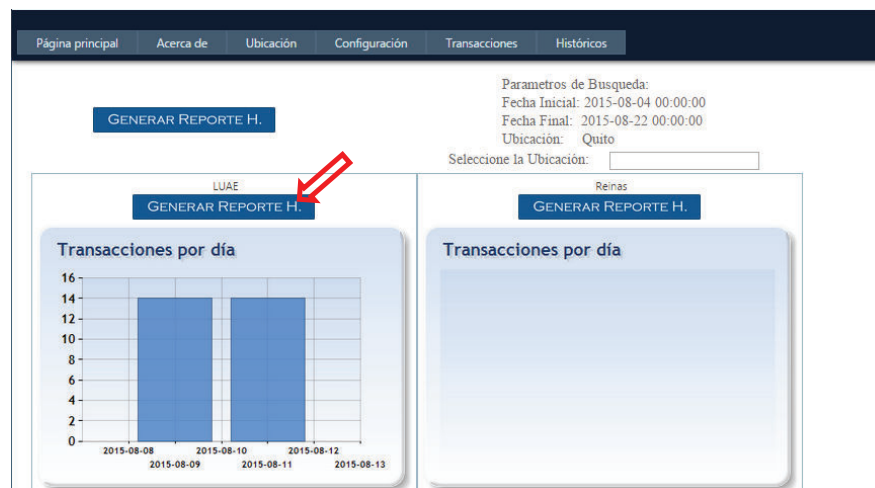 Página principal Acerca de Ubicación Configuración Transacciones Históricos
GENERAR REPORTE H.
Parametros de Busqueda:
Fecha Inicial: 2015-08-04 00:00:00
Fecha Final: 2015-08-22 00:00:00
Ubicación: Quito
Seleccione la Ubicación:
LUAE
GENERAR REPORTE H.
Transacciones por día
16
14
12
10
8
6
4
2
0
2015-08-08 2015-08-10 2015-08-12
2015-08-09 2015-08-11 2015-08-13
Reinas
GENERAR REPORTE H.
Transacciones por día